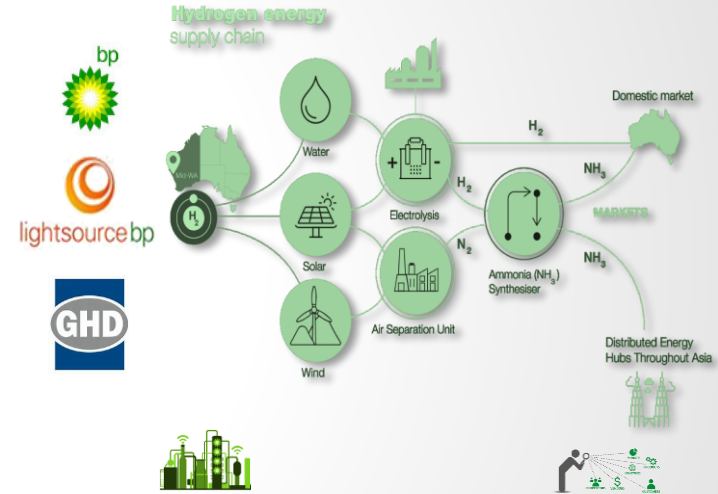 Hydrogen energy
supply chain
bp
lightsource bp
GHD
Mid-WA
H2
Water
Solar
Wind
+ -
Electrolysis
Air Separation Unit
H2
N2
H2
Ammonia (NH3)
Synthesiser
NH3
NH3
Domestic market
MARKETS
Distributed Energy
Hubs Throughout Asia
$